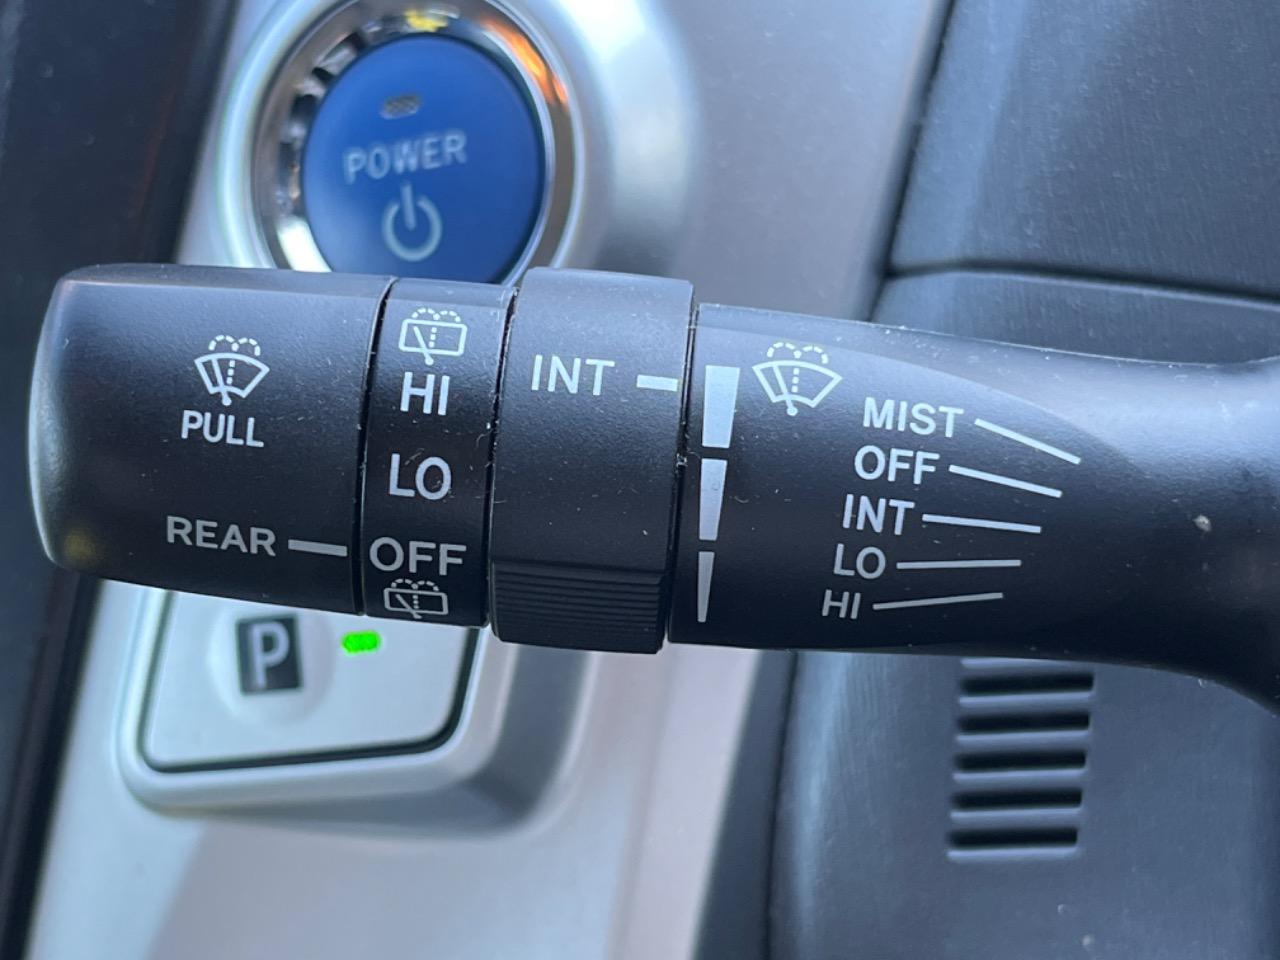 POWER
PULL
REAR
HI
LO
OFF
INT
MIST
OFF
INT
LO
HI
P